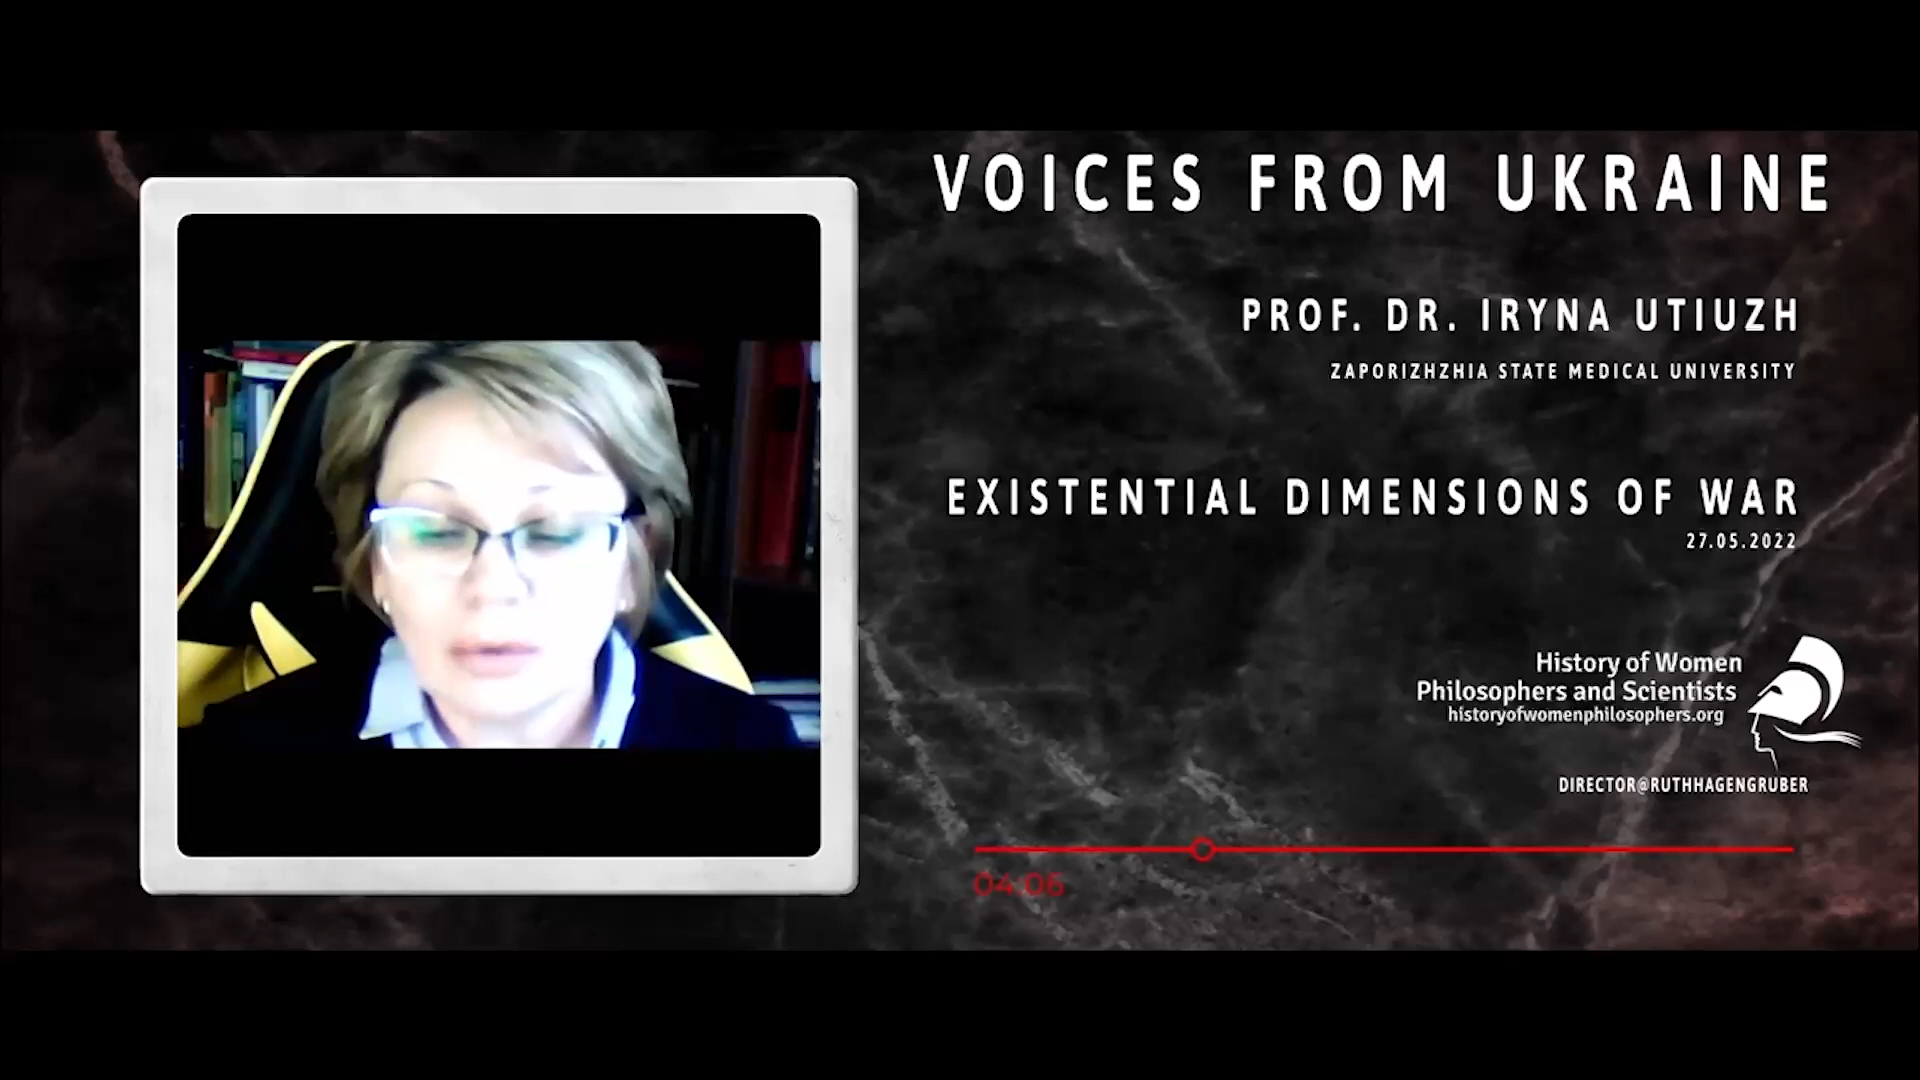 VOICES FROM UKRAINE
PROF. DR. IRYNA UTIUZH
ZAPORIZHZHIA STATE MEDICAL UNIVERSITY
EXISTENTIAL DIMENSIONS OF WAR
27.05.2022
History of Women
Philosophers and Scientists
historyofwomenphilosophers.org
DIRECTOR@RUTHHAGENGRUBER
04:06